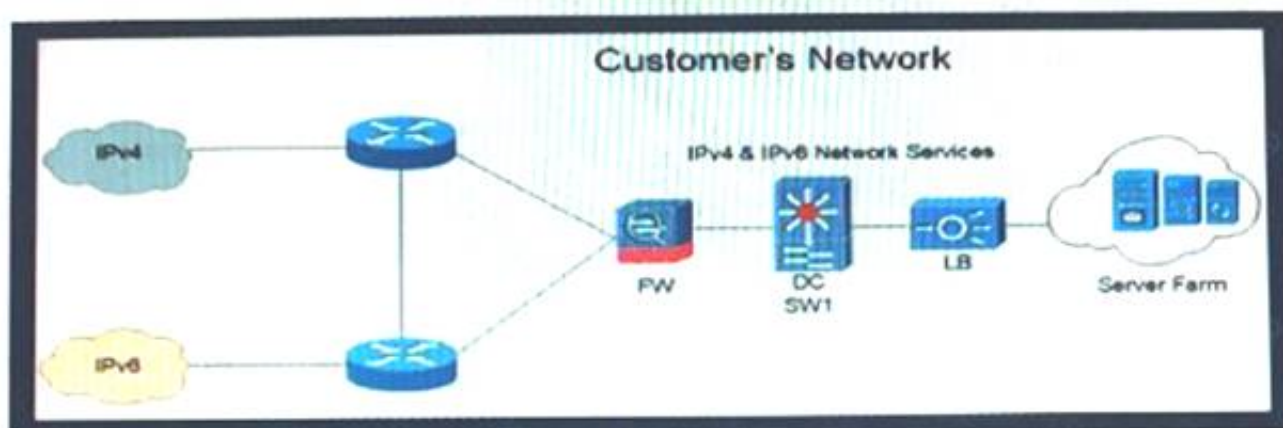 Customer's Network
IPv4
IPv4 & IPv6 Network Services
FW
DC
SW1
LB
Server Farm
IPv6